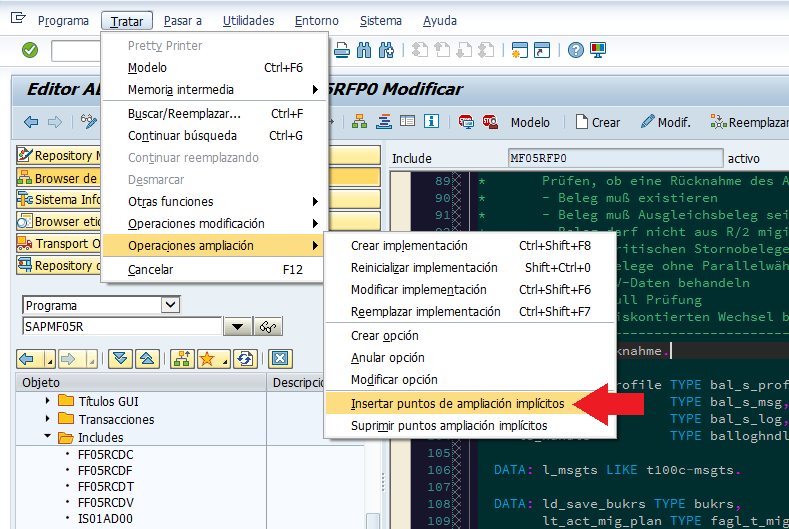 Programa Tratar Pasar a Utilidades Entorno Sistema Ayuda
Pretty Printer
Modelo Ctrl+F6
Memoria intermedia
Buscar/Reemplazar... Ctrl+F
Continuar búsqueda Ctrl+G
Continuar reemplazando
Desmarcar
Otras funciones
Operaciones modificación
Operaciones ampliación
Cancelar F12
Crear implementación Ctrl+Shift+F8
Reinicializar implementación Shift+Ctrl+0
Modificar implementación Ctrl+Shift+F6
Reemplazar implementación Ctrl+Shift+F7
Crear opción
Anular opción
Modificar opción
Insertar puntos de ampliación implícitos
Suprimir puntos ampliación implícitos
Editor AB 5RFP0 Modificar
Modelo Crear Modif. Reemplazar
Repository
Browser de
Sistema Info
Browser etiq
Transport O
Repository
Programa
SAPMF05R
Objeto Descripció
Títulos GUI
Transacciones
Includes
FF05RCDC
FF05RCDF
FF05RCDT
FF05RCDV
IS01AD00
Include MF05RFP0 activo
89 * Prüfen, ob eine Rücknahme des A
90 * - Beleg muß existieren
91 * - Beleg muß Ausgleichsbeleg sei
92 * - Beleg darf nicht aus R/2 migi
ritischen Stornobelege
elege ohne Parallelwäh
/-Daten behandeln
ull Prüfung
iskontierten Wechsel b
knahme.
rofile TYPE bal_s_prof
TYPE bal_s_msg,
TYPE bal_s_log,
TYPE balloghndl
105
106 DATA: l_msgts LIKE t100c-msgts.
107
108 DATA: ld_save_bukrs TYPE bukrs,
109 lt_act_mig_plan TYPE fagl_t_mig